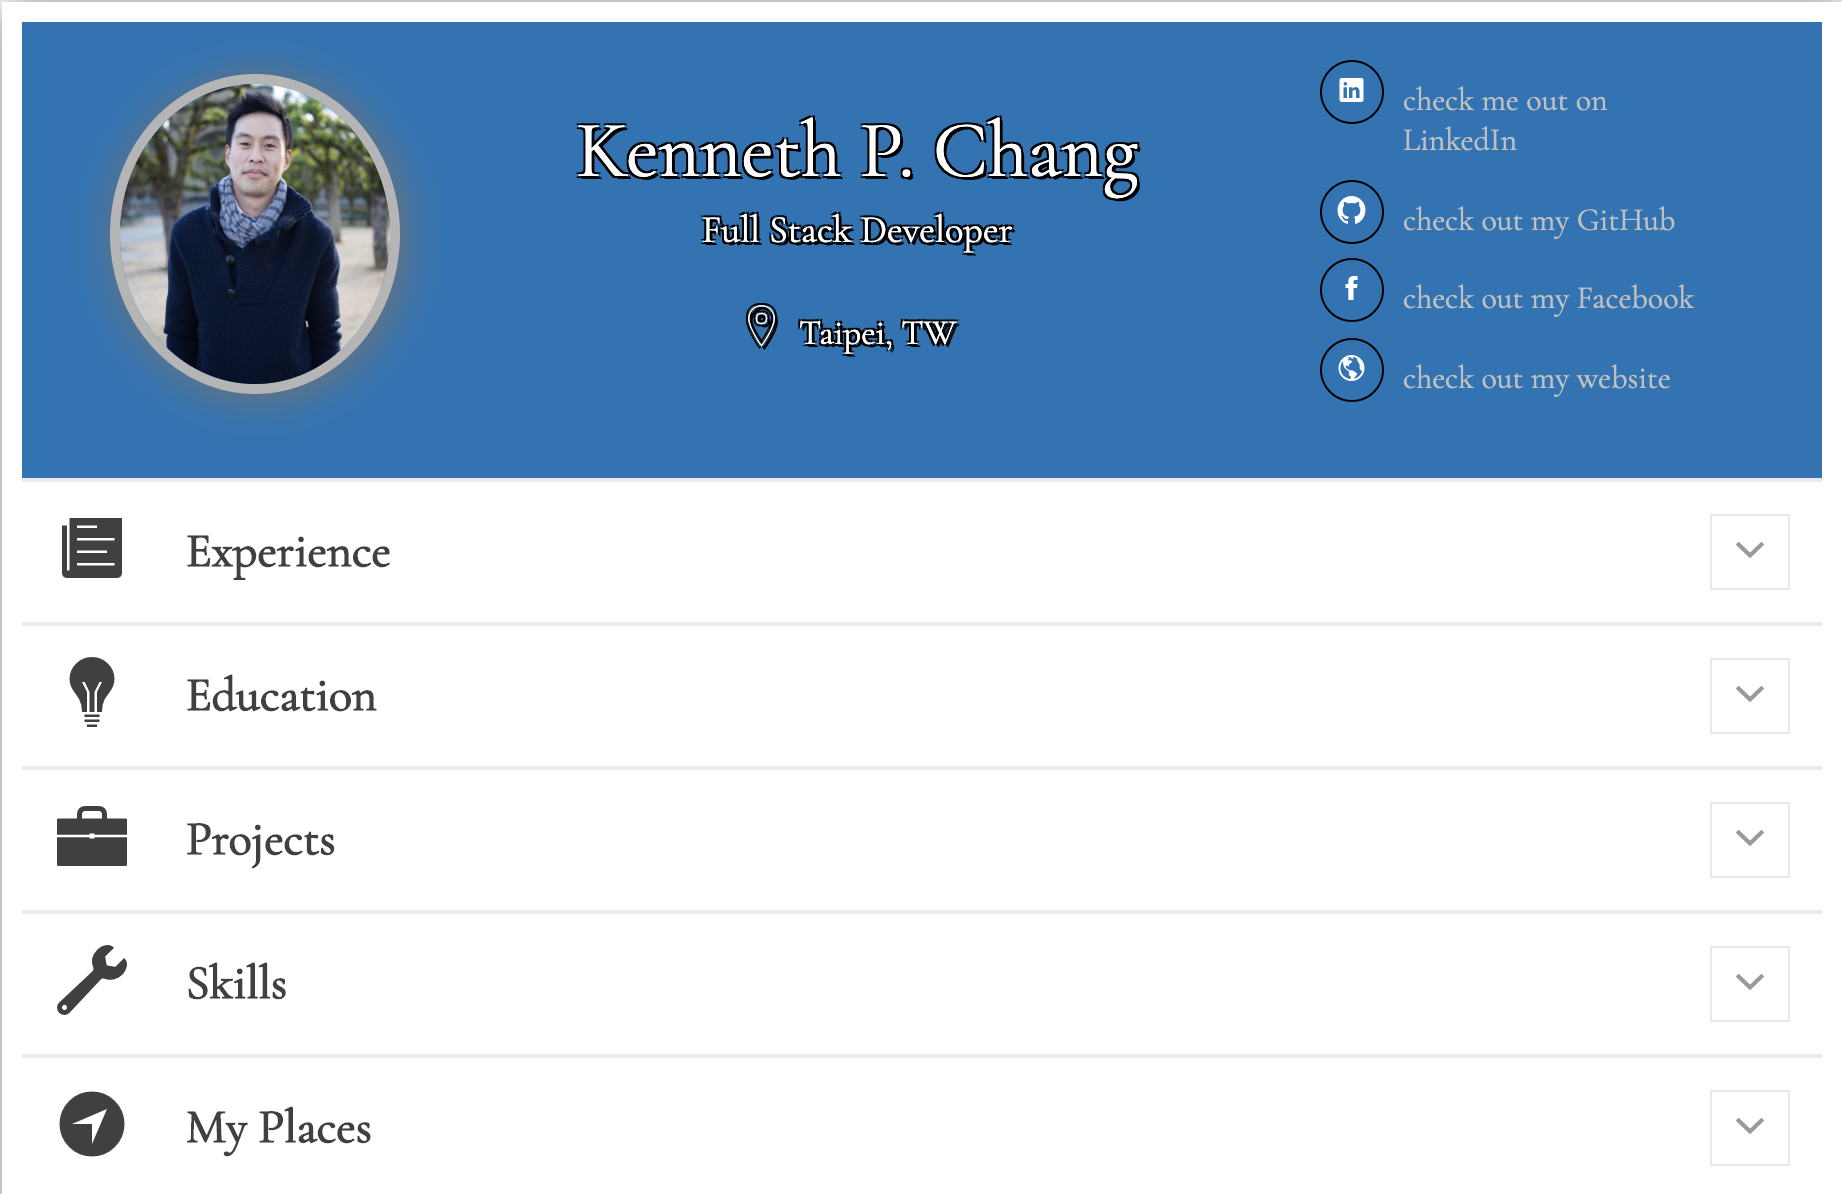 Kenneth P. Chang
Full Stack Developer
Taipei, TW
in
check me out on
LinkedIn
check out my GitHub
f
check out my Facebook
check out my website
Experience
Education
Projects
Skills
My Places